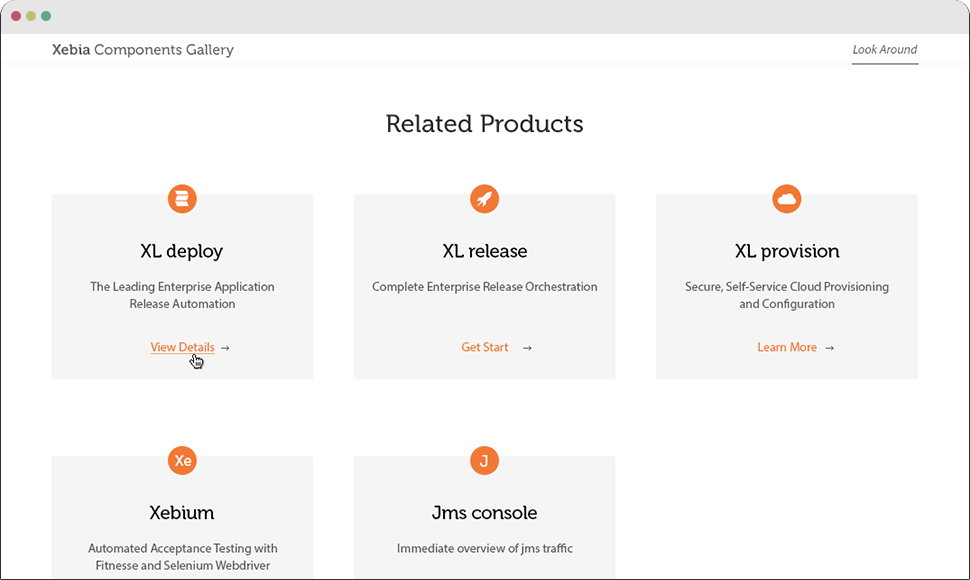 Xebia Components Gallery
Look Around
Related Products
XL deploy
The Leading Enterprise Application
Release Automation
View Details →
XL release
Complete Enterprise Release Orchestration
Get Start →
XL provision
Secure, Self-Service Cloud Provisioning
and Configuration
Learn More →
Xe
Xebium
Automated Acceptance Testing with
Fitnesse and Selenium Webdriver
J
Jms console
Immediate overview of jms traffic